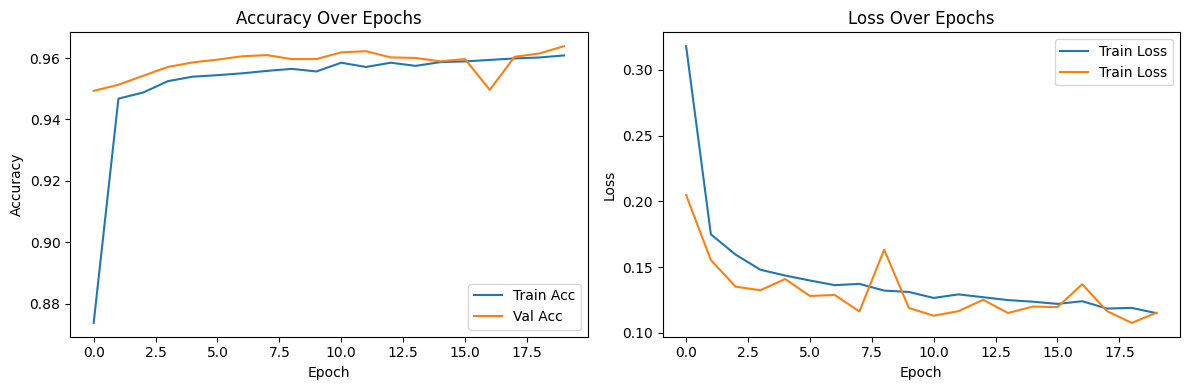 Accuracy Over Epochs
0.96
0.94
0.92
0.90
0.88
Accuracy
Train Acc
Val Acc
0.0 2.5 5.0 7.5 10.0 12.5 15.0 17.5
Epoch
Loss Over Epochs
0.30
0.25
0.20
0.15
0.10
Loss
Train Loss
Train Loss
0.0 2.5 5.0 7.5 10.0 12.5 15.0 17.5
Epoch